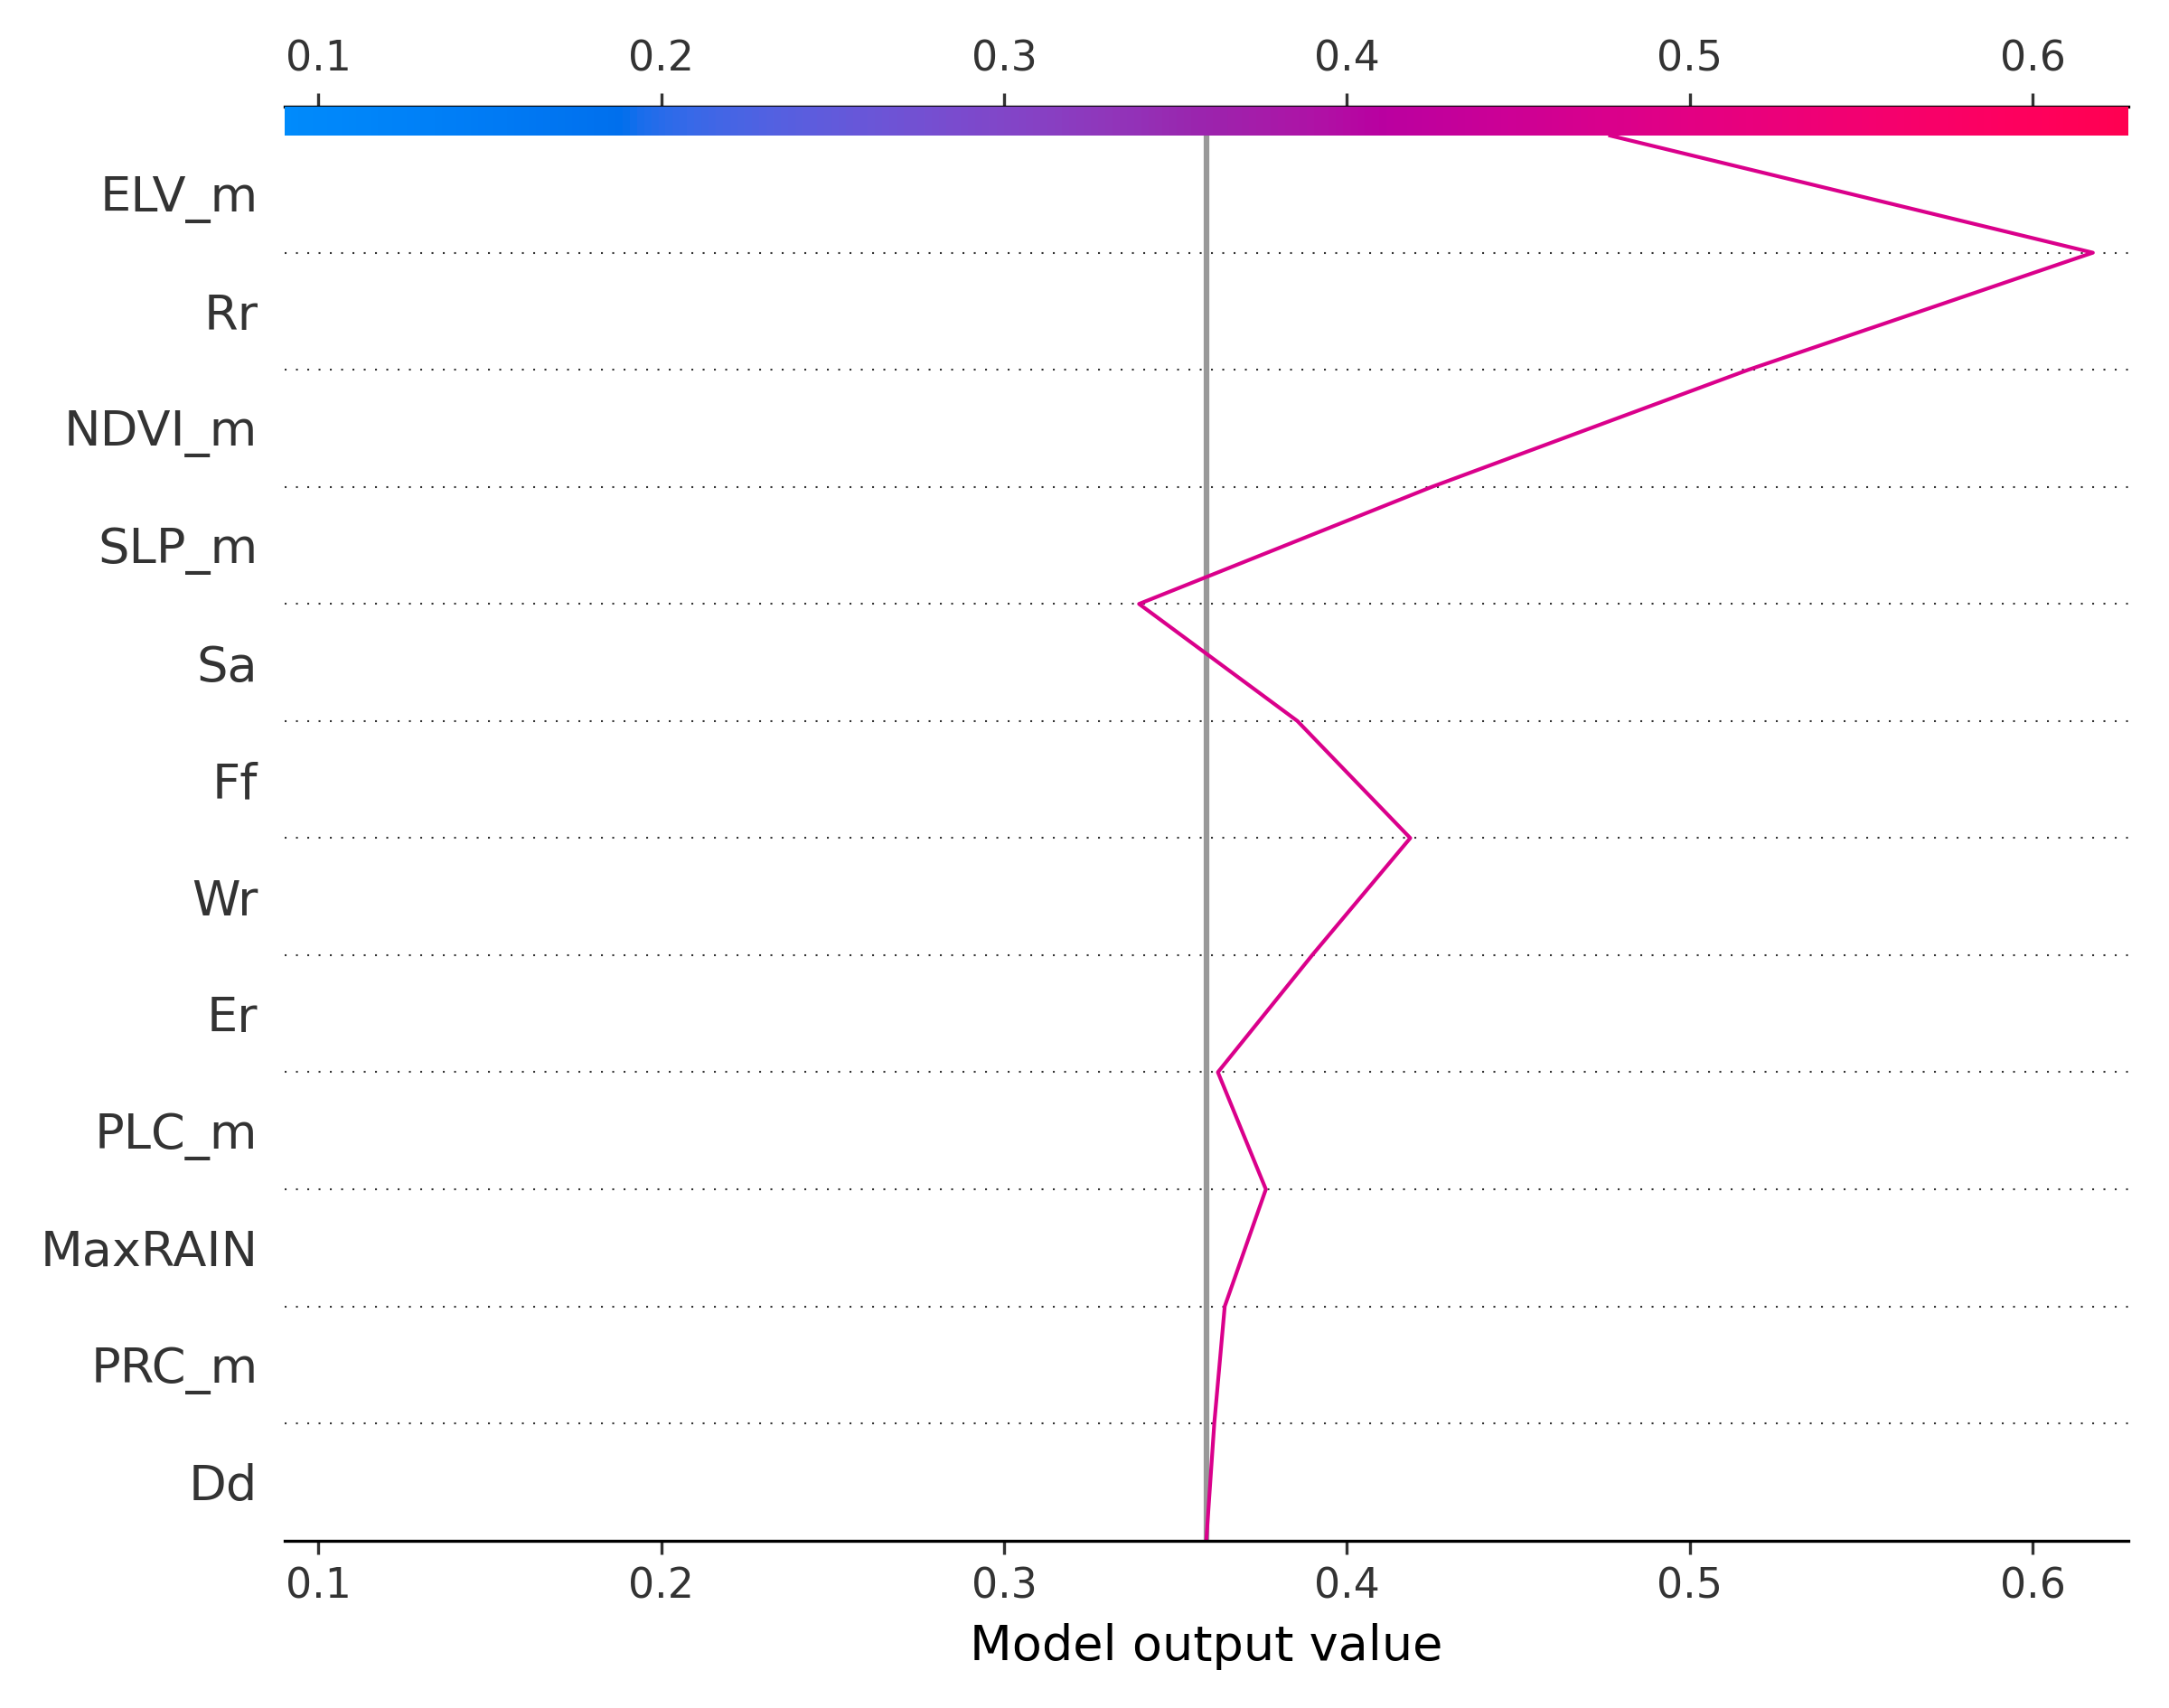 0.1 0.2 0.3 0.4 0.5 0.6
ELV_m
Rr
NDVI_m
SLP_m
Sa
Ff
Wr
Er
PLC_m
MaxRAIN
PRC_m
Dd
0.1 0.2 0.3 0.4 0.5 0.6
Model output value